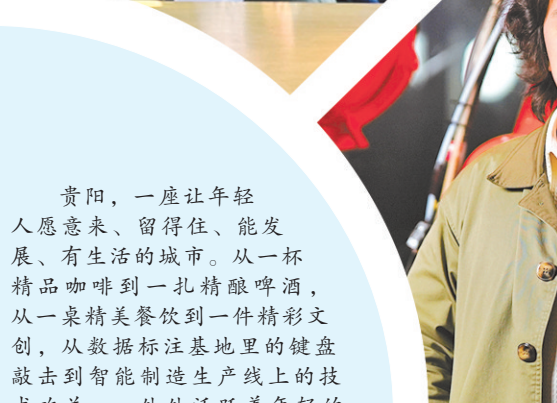 贵阳，一座让年轻
人愿意来、留得住、能发
展、有生活的城市。从一杯
精品咖啡到一扎精酿啤酒，
从一桌精美餐饮到一件精彩文
创，从数据标注基地里的键盘
敲击到智能制造生产线上的技